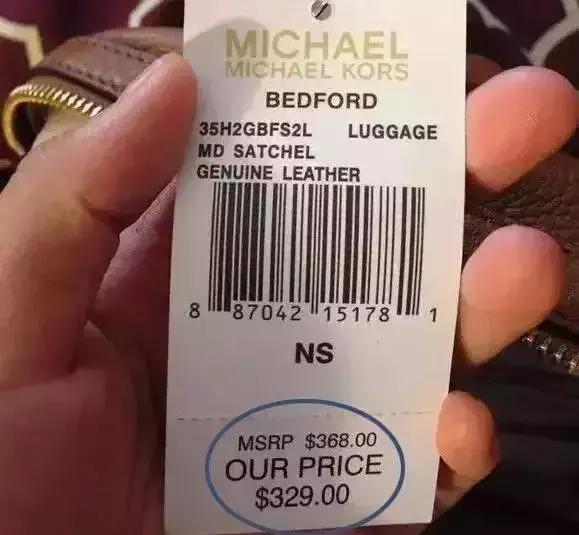 MICHAEL
MICHAEL KORS
BEDFORD
35H2GBFS2L LUGGAGE
MD SATCHEL
GENUINE LEATHER
8 87042 15178 1
NS
MSRP $368.00
OUR PRICE
$329.00